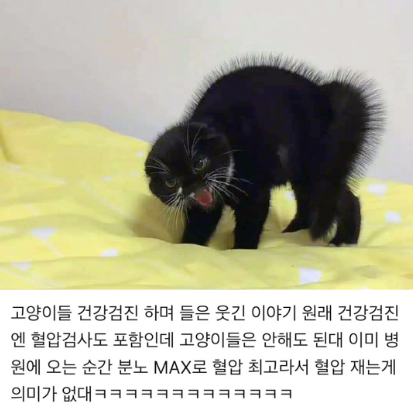 고양이들 건강검진 하며 들은 웃긴 이야기 원래 건강검진
엔 혈압검사도 포함인데 고양이들은 안해도 된대 이미 병
원에 오는 순간 분노 MAX로 혈압 최고라서 혈압 재는게
의미가 없대ㅋㅋㅋㅋㅋㅋㅋㅋㅋㅋㅋㅋㅋ